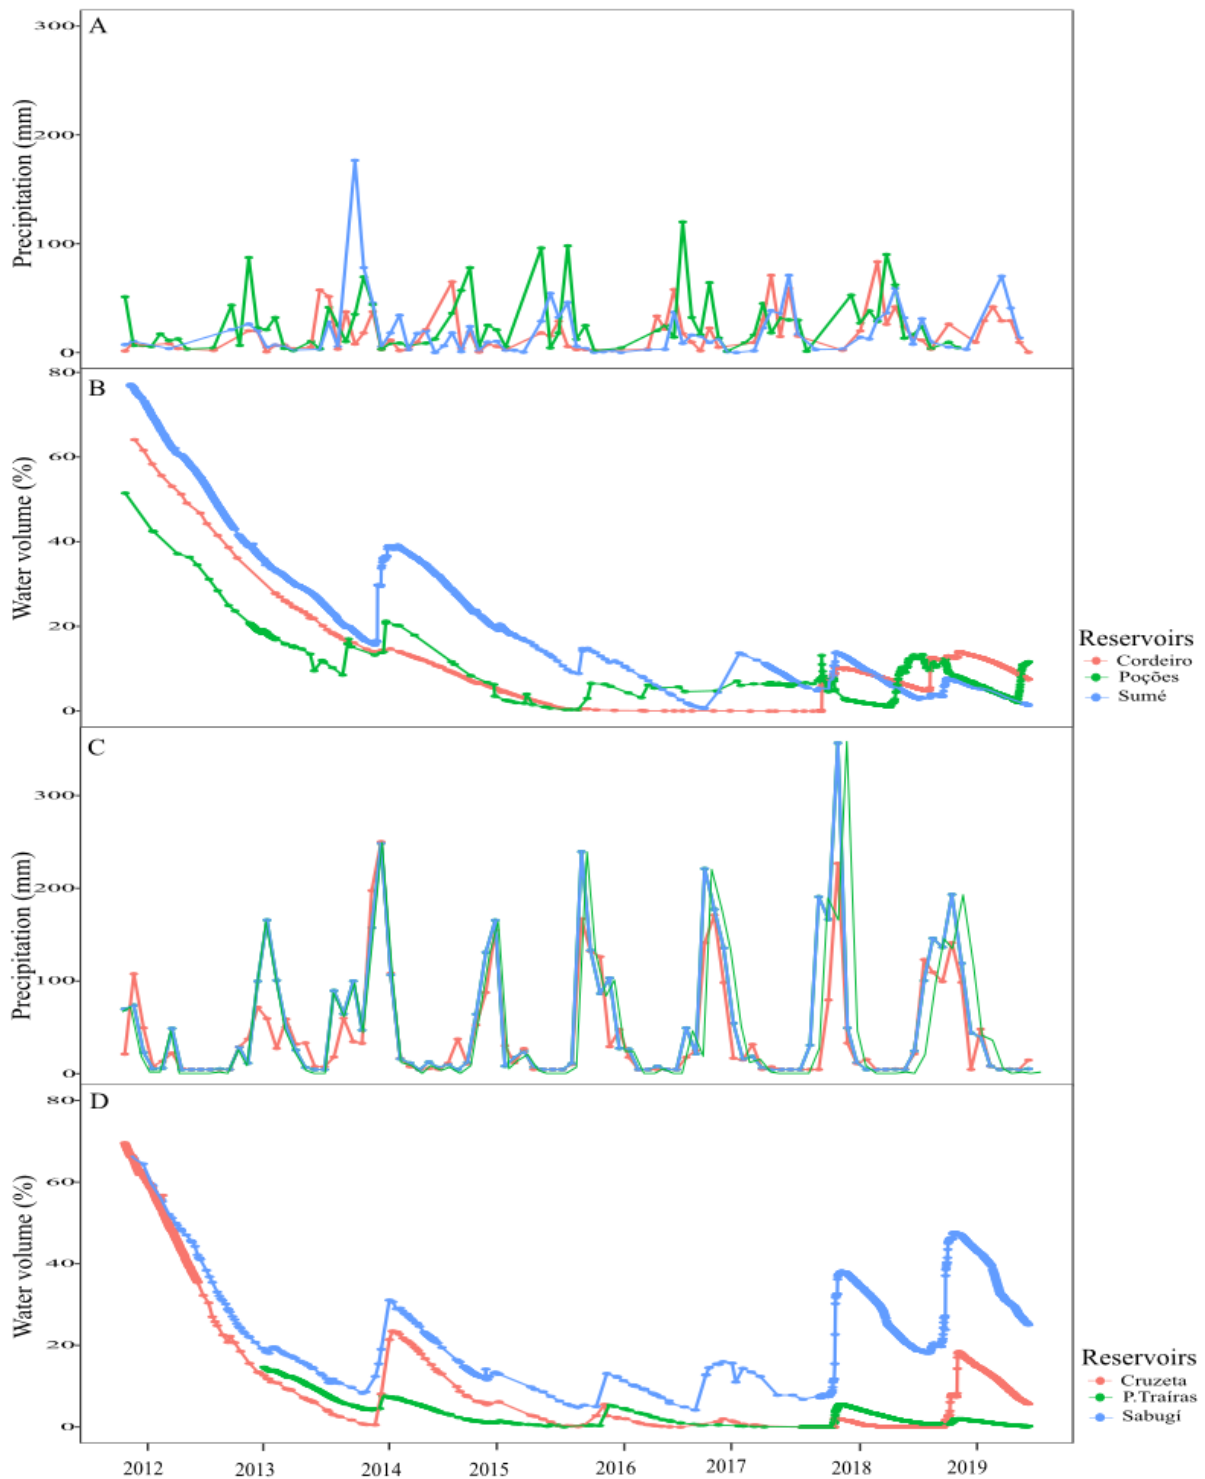 A
300
200
100
0
Precipitation (mm)
B
80
60
40
20
0
Water volume (%)
Reservoirs
Cordeiro
Poções
Sumé
C
300
200
100
0
Precipitation (mm)
D
80
60
40
20
0
Water volume (%)
Reservoirs
Cruzeta
P.Traíras
Sabugí
2012 2013 2014 2015 2016 2017 2018 2019